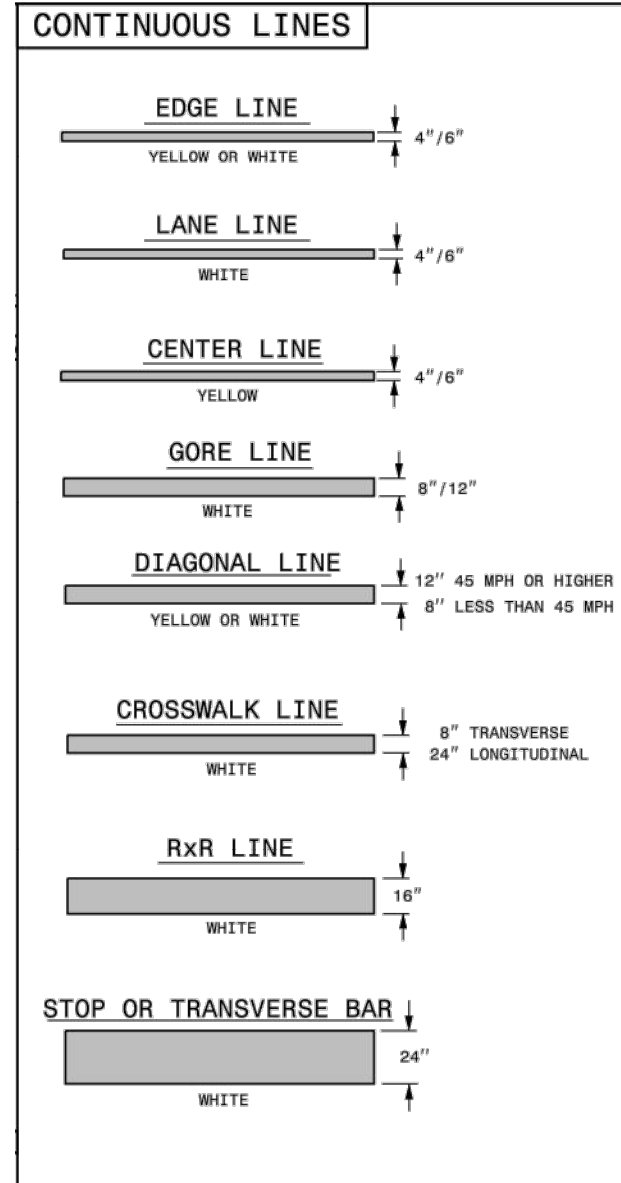 CONTINUOUS LINES
EDGE LINE
4"/6"
YELLOW OR WHITE
LANE LINE
4"/6"
WHITE
CENTER LINE
4"/6"
YELLOW
GORE LINE
8"/12"
WHITE
DIAGONAL LINE
12" 45 MPH OR HIGHER
8" LESS THAN 45 MPH
YELLOW OR WHITE
CROSSWALK LINE
8" TRANSVERSE
24" LONGITUDINAL
WHITE
RxR LINE
16"
WHITE
STOP OR TRANSVERSE BAR
24"
WHITE